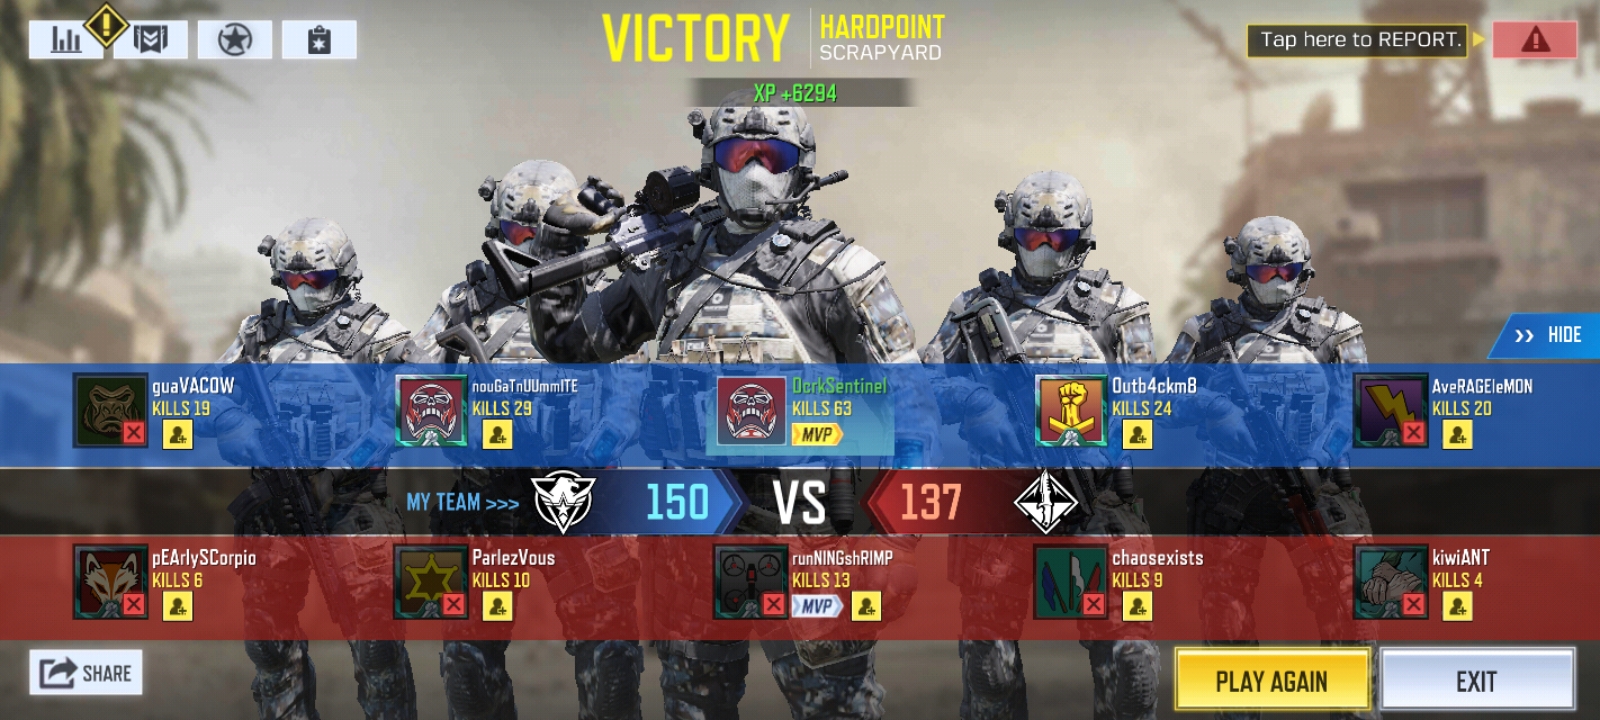 VICTORY
HARDPOINT
SCRAPYARD
Tap here to REPORT.
XP +6294
HIDE
guaVACOW
KILLS 19
nouGaTnUUmmITE
KILLS 29
DcrkSentinel
KILLS 63
MVP
Outb4ckm8
KILLS 24
AveRAGEleMON
KILLS 20
MY TEAM >>>
150
VS
137
pEArlySCorpio
KILLS 6
ParlezVous
KILLS 10
runNINGshRIMP
KILLS 13
MVP
chaosexists
KILLS 9
kiwiANT
KILLS 4
SHARE
PLAY AGAIN
EXIT